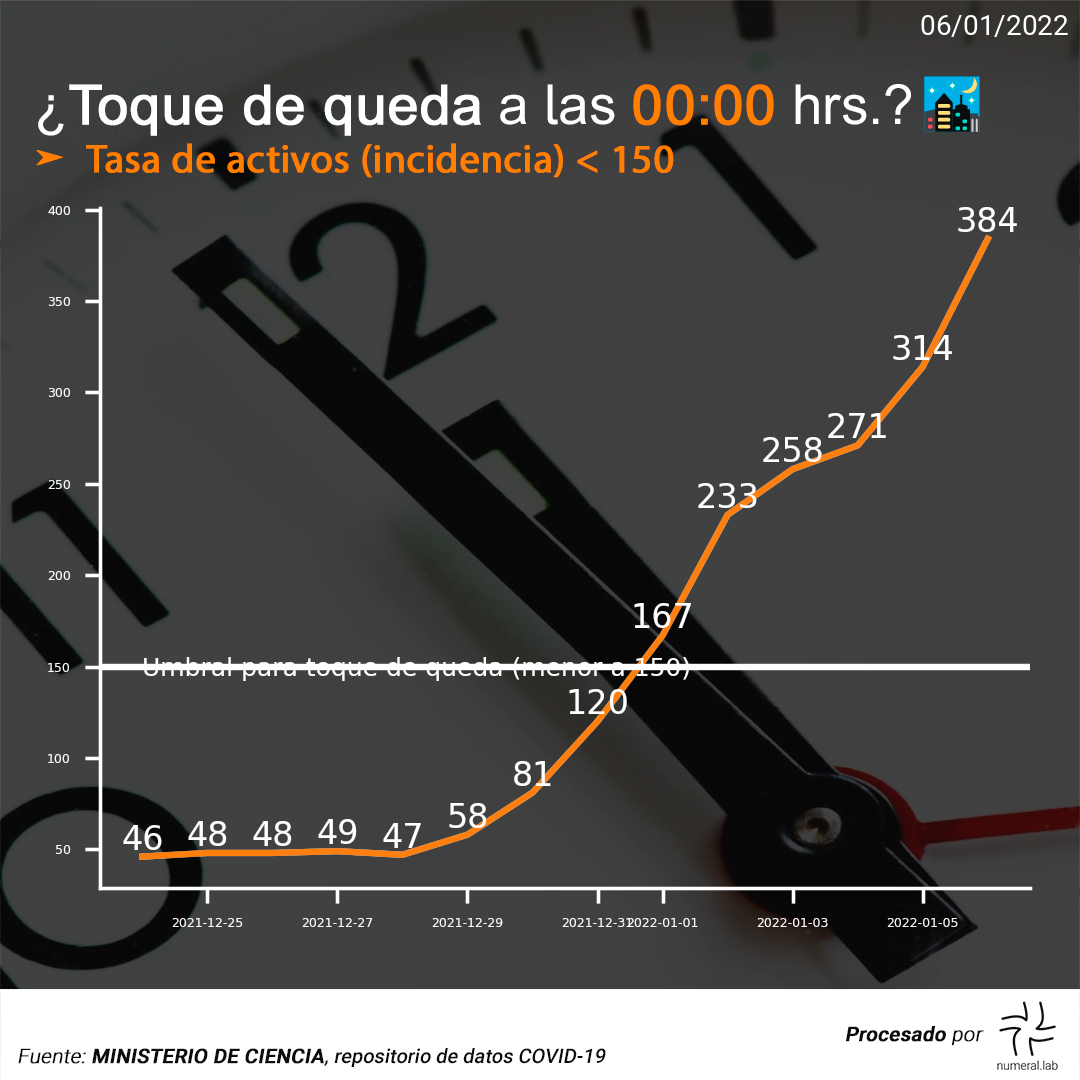 06/01/2022
¿Toque de queda a las 00:00 hrs.?
➢ Tasa de activos (incidencia) < 150
400
384
350
314
300
271
258
250
233
200
167
150
Umbral para toque de queda (menor a 150)
120
100
81
58
50
46 48 48 49 47
2021-12-25 2021-12-27 2021-12-29 2021-12-31 2022-01-01 2022-01-03 2022-01-05
2
1
11
10
Procesado por
numeral.lab
Fuente: MINISTERIO DE CIENCIA, repositorio de datos COVID-19